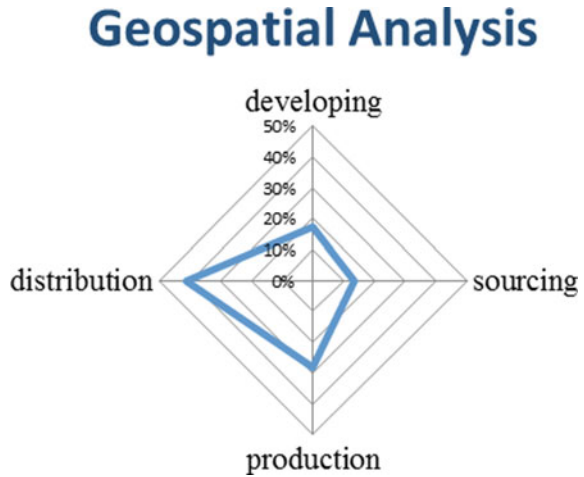 Geospatial Analysis
developing
50%
40%
30%
20%
10%
0%
distribution
sourcing
production